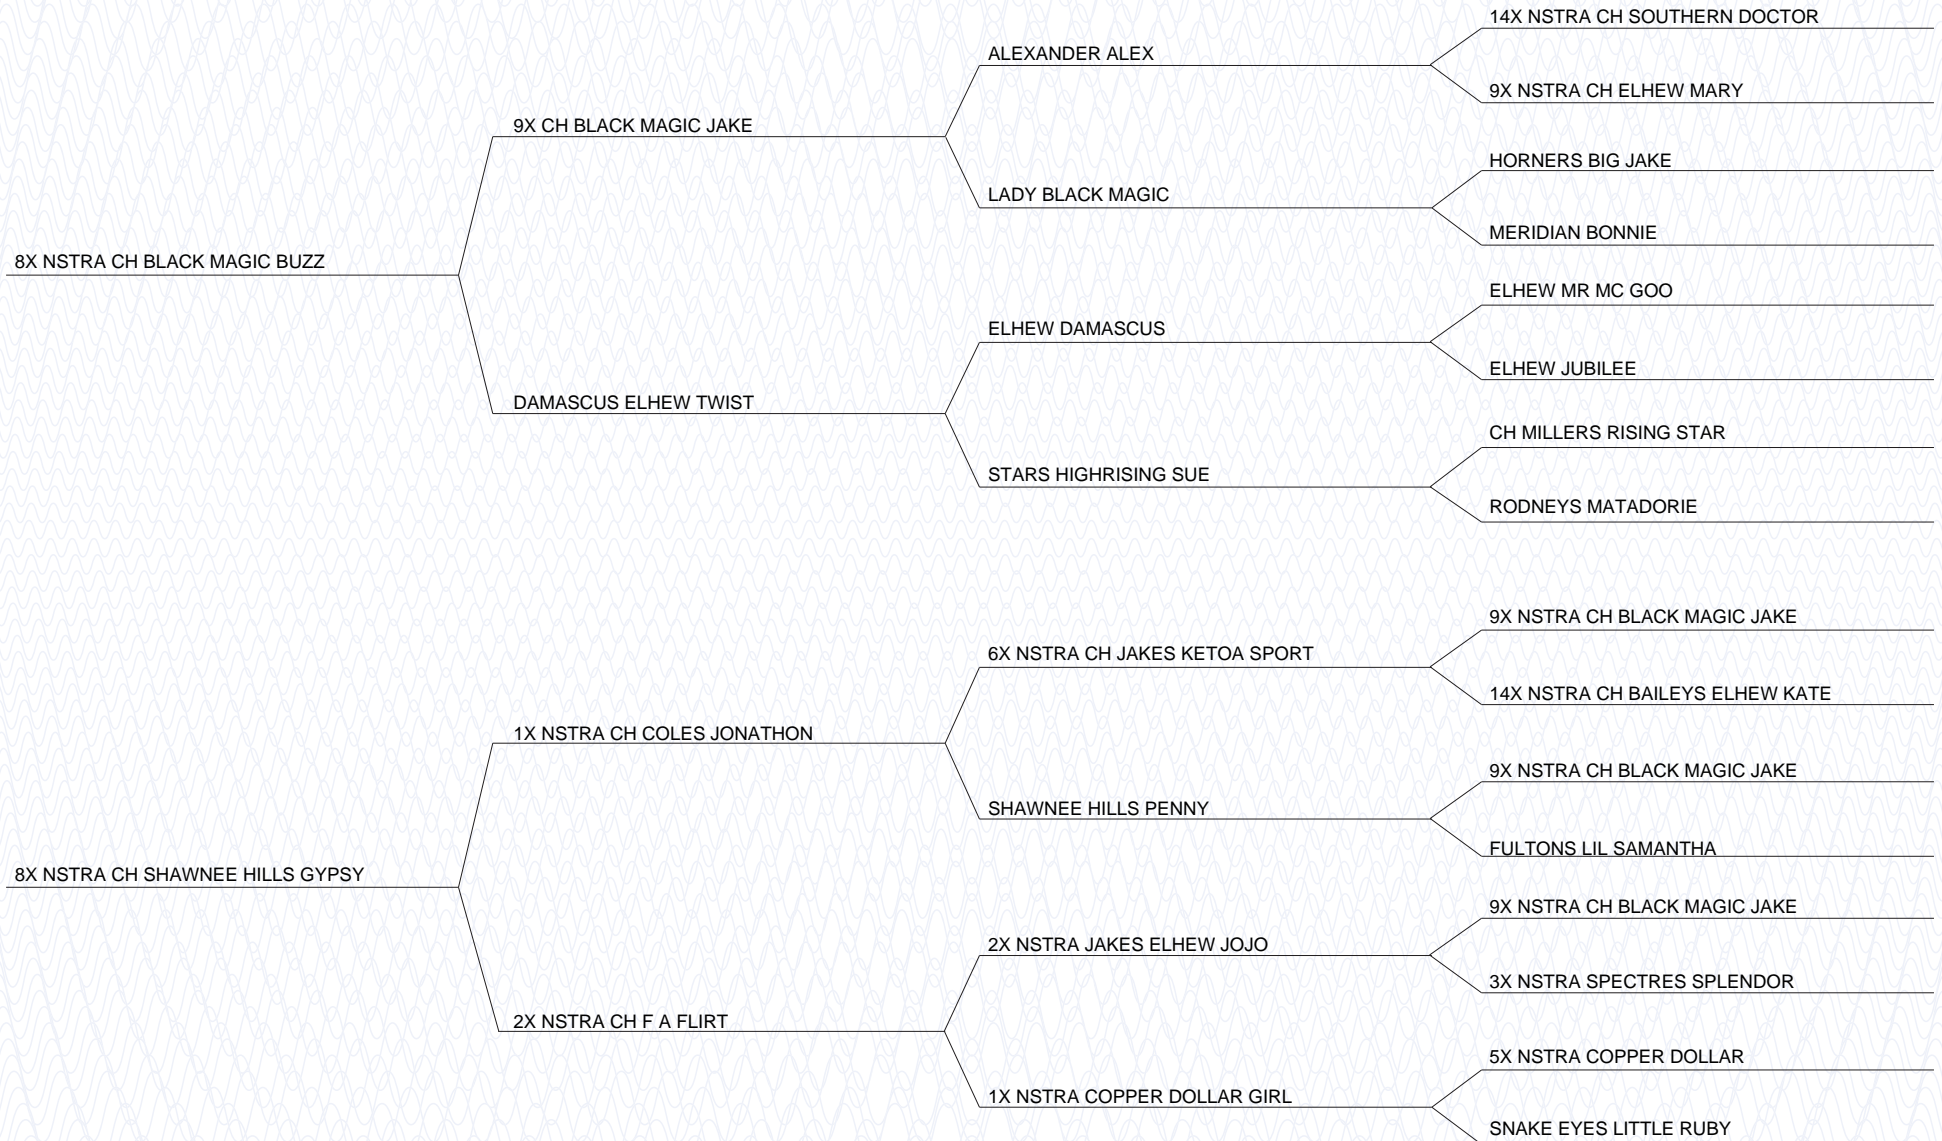 14X NSTRA CH SOUTHERN DOCTOR
ALEXANDER ALEX
9X NSTRA CH ELHEW MARY
9X CH BLACK MAGIC JAKE
HORNERS BIG JAKE
LADY BLACK MAGIC
MERIDIAN BONNIE
8X NSTRA CH BLACK MAGIC BUZZ
ELHEW MR MC GOO
ELHEW DAMASCUS
ELHEW JUBILEE
DAMASCUS ELHEW TWIST
CH MILLERS RISING STAR
STARS HIGHRISING SUE
RODNEYS MATADORIE
9X NSTRA CH BLACK MAGIC JAKE
6X NSTRA CH JAKES KETOA SPORT
14X NSTRA CH BAILEYS ELHEW KATE
1X NSTRA CH COLES JONATHON
9X NSTRA CH BLACK MAGIC JAKE
SHAWNEE HILLS PENNY
FULTONS LIL SAMANTHA
8X NSTRA CH SHAWNEE HILLS GYPSY
9X NSTRA CH BLACK MAGIC JAKE
2X NSTRA JAKES ELHEW JOJO
3X NSTRA SPECTRES SPLENDOR
2X NSTRA CH F A FLIRT
5X NSTRA COPPER DOLLAR
1X NSTRA COPPER DOLLAR GIRL
SNAKE EYES LITTLE RUBY